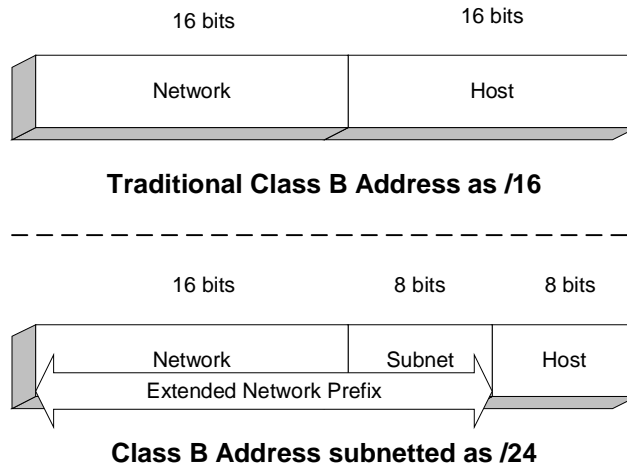 16 bits 16 bits
Network Host
Traditional Class B Address as /16
16 bits 8 bits 8 bits
Network Subnet Host
Extended Network Prefix
Class B Address subnetted as /24